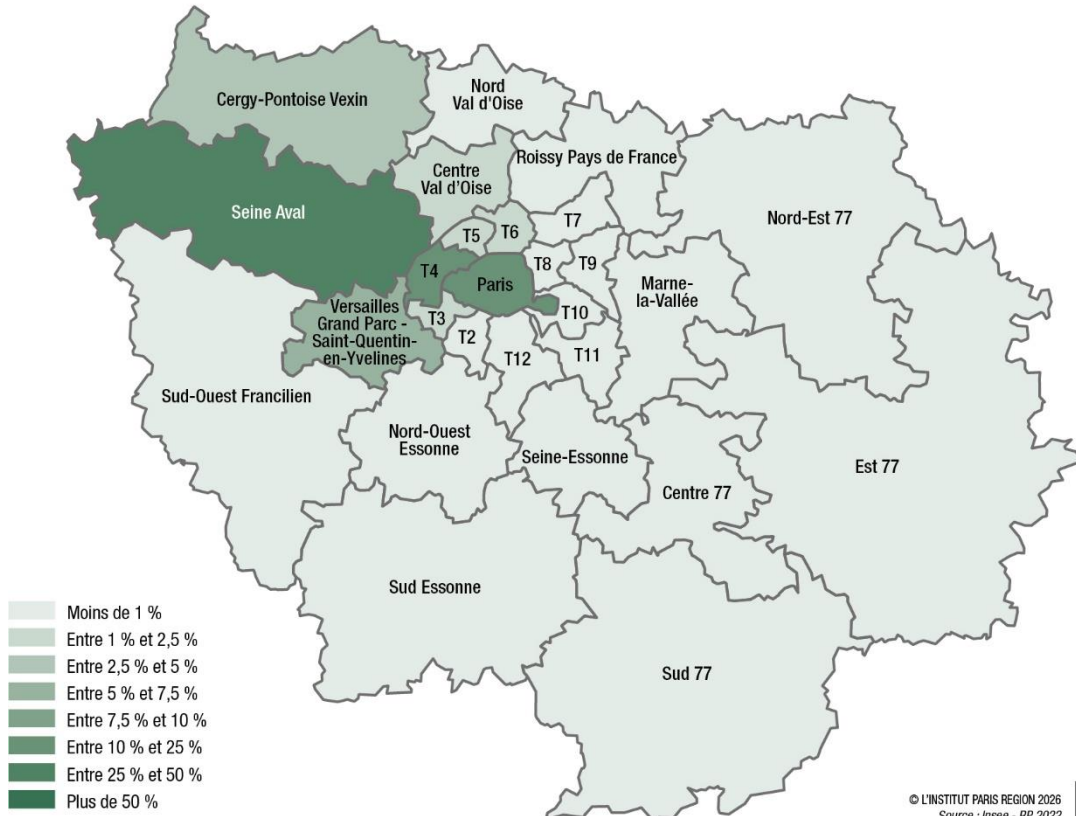 Cergy-Pontoise Vexin
Nord
Val d'Oise
Roissy Pays de France
Centre
Val d'Oise
Seine Aval
Nord-Est 77
T5
T6
T7
T4
Paris
T8
T9
Marne-
la-Vallée
Versailles
Grand Parc -
Saint-Quentin-
en-Yvelines
T3
T2
T10
T12
T11
Sud-Ouest Francilien
Nord-Ouest
Essonne
Seine-Essonne
Centre 77
Est 77
Sud Essonne
Sud 77
Moins de 1 %
Entre 1 % et 2,5 %
Entre 2,5 % et 5 %
Entre 5 % et 7,5 %
Entre 7,5 % et 10 %
Entre 10 % et 25 %
Entre 25 % et 50 %
Plus de 50 %
© L'INSTITUT PARIS REGION 2026
Source : Insee - RP 2022